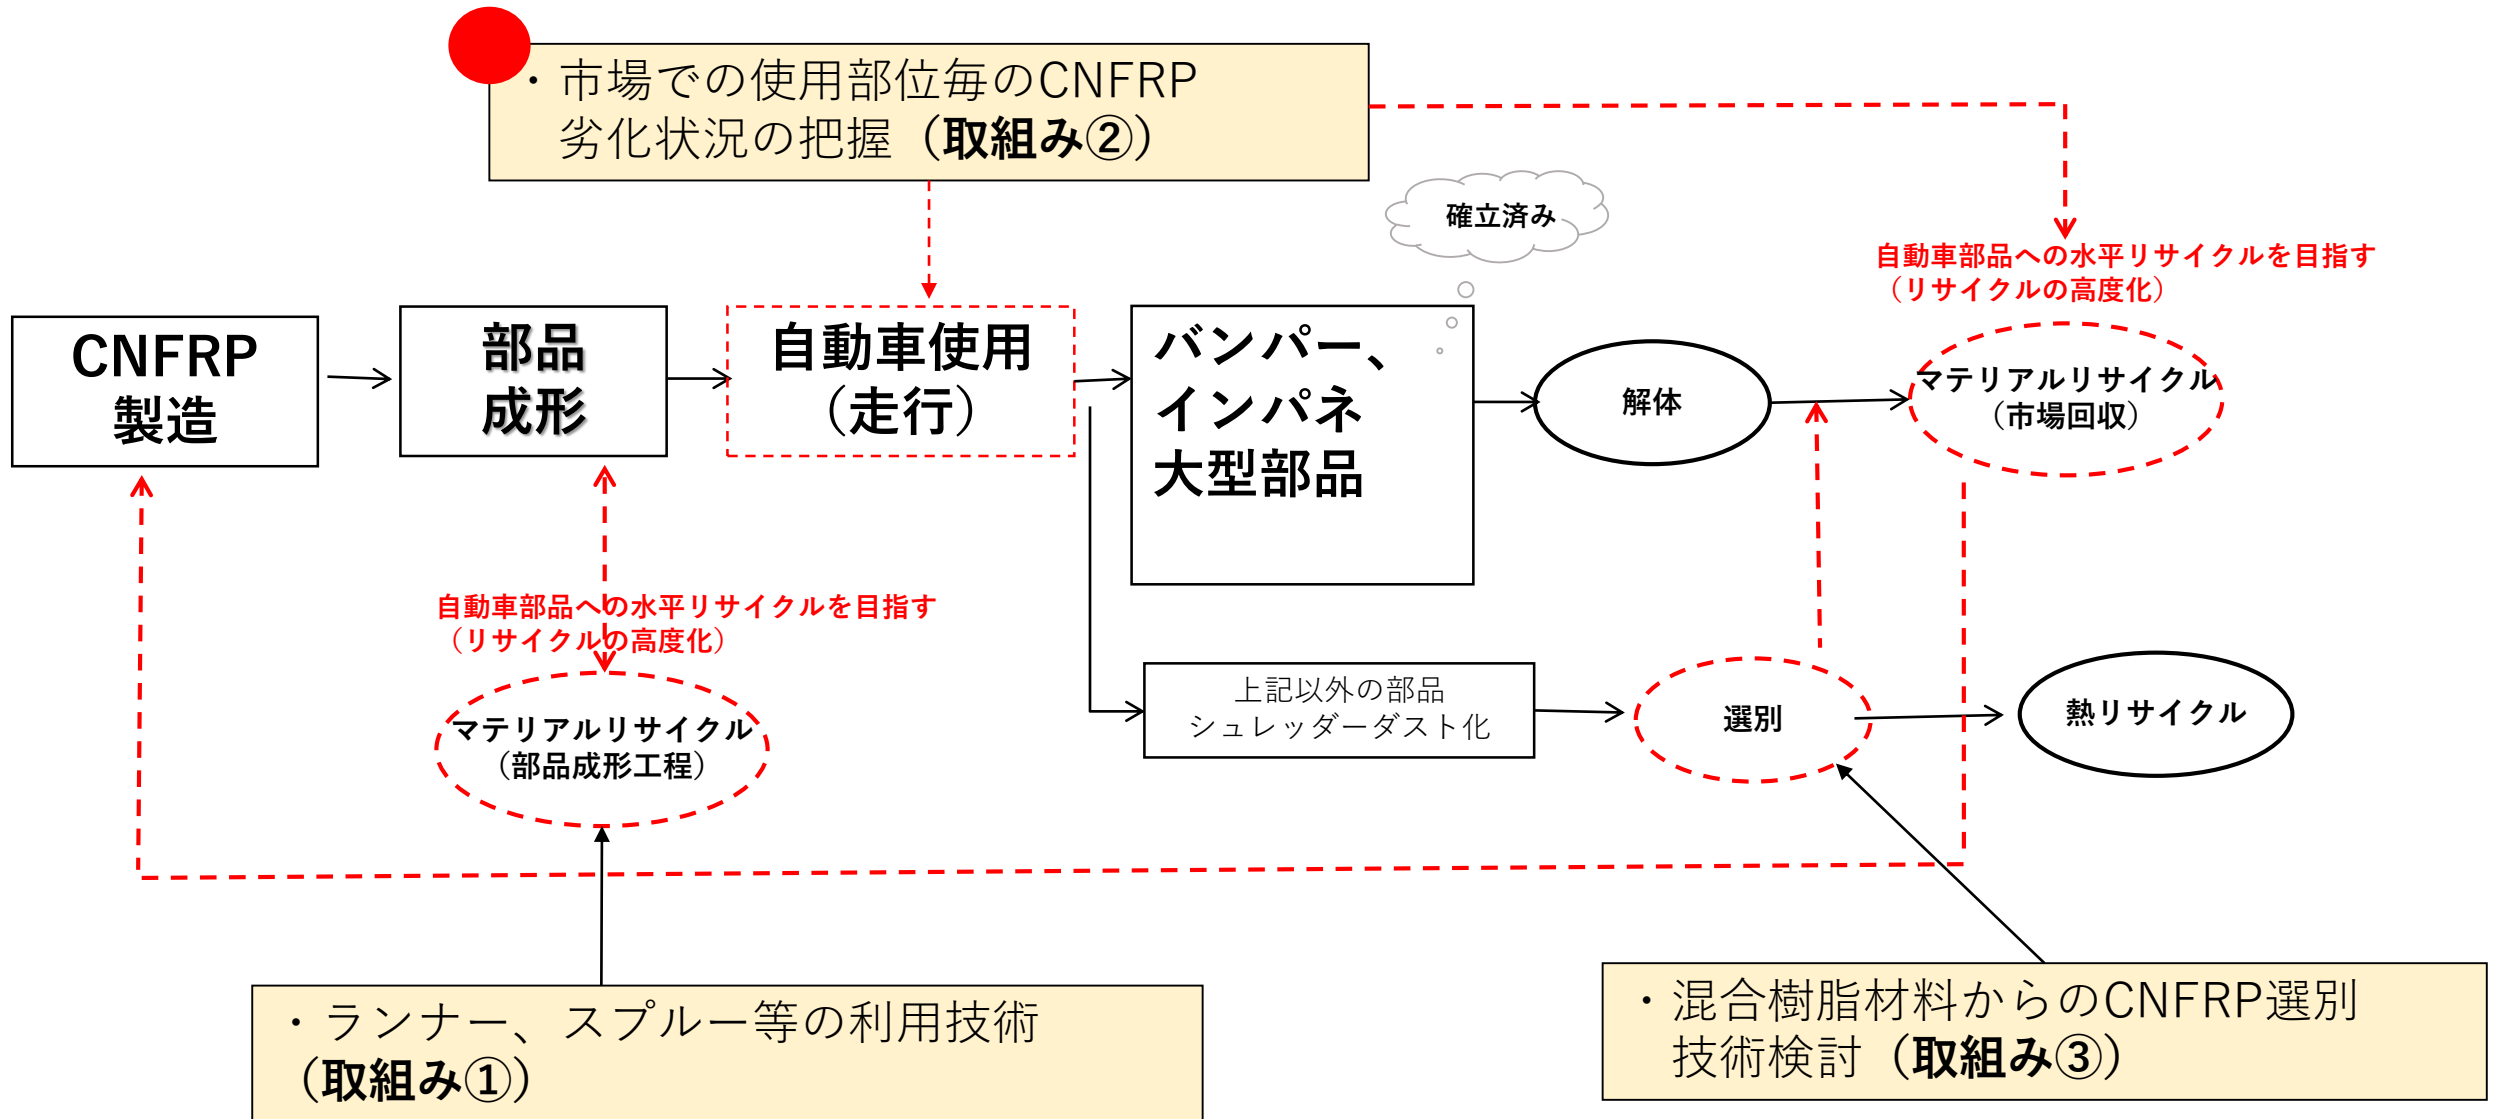 ・市場での使用部位毎のCNFRP
劣化状況の把握（取組み②）
確立済み
自動車部品への水平リサイクルを目指す
（リサイクルの高度化）
CNFRP
製造
部品
成形
自動車使用
（走行）
バンパー、
インパネ
大型部品
解体
マテリアルリサイクル
（市場回収）
自動車部品への水平リサイクルを目指す
（リサイクルの高度化）
マテリアルリサイクル
（部品成形工程）
上記以外の部品
シュレッダーダスト化
選別
熱リサイクル
・ランナー、スプルー等の利用技術
（取組み①）
・混合樹脂材料からのCNFRP選別
技術検討（取組み③）